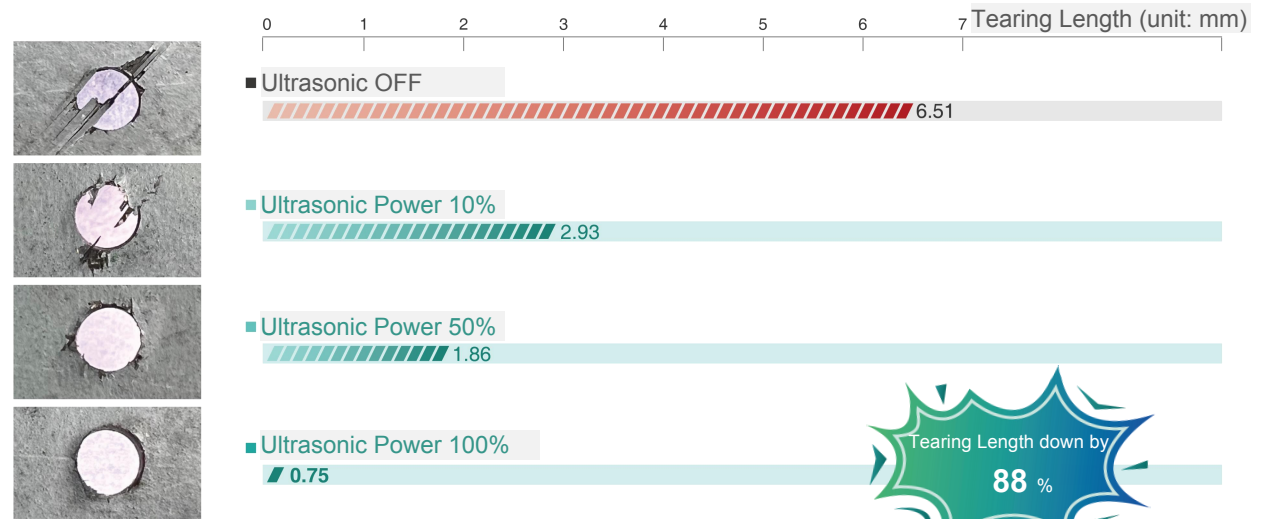 0 1 2 3 4 5 6 7 Tearing Length (unit: mm)
Ultrasonic OFF
6.51
Ultrasonic Power 10%
2.93
Ultrasonic Power 50%
1.86
Ultrasonic Power 100%
0.75
Tearing Length down by
88 %